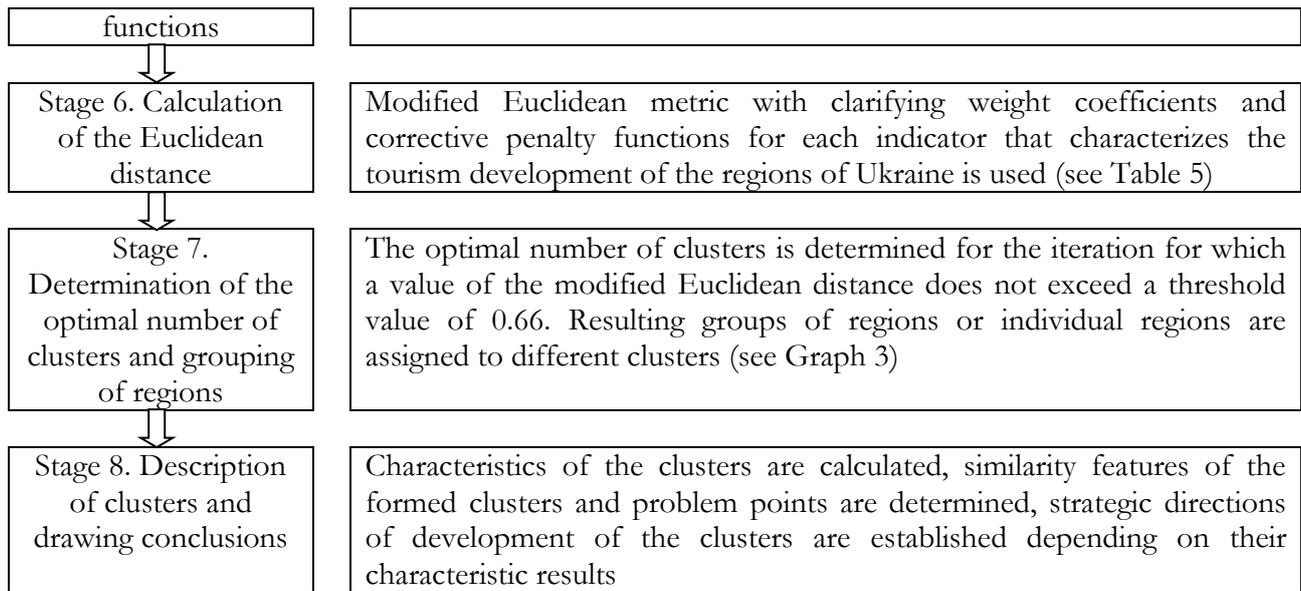 functions
Stage 6. Calculation
of the Euclidean
distance
Modified Euclidean metric with clarifying weight coefficients and
corrective penalty functions for each indicator that characterizes the
tourism development of the regions of Ukraine is used (see Table 5)
Stage 7.
Determination of the
optimal number of
clusters and grouping
of regions
The optimal number of clusters is determined for the iteration for which
a value of the modified Euclidean distance does not exceed a threshold
value of 0.66. Resulting groups of regions or individual regions are
assigned to different clusters (see Graph 3)
Stage 8. Description
of clusters and
drawing conclusions
Characteristics of the clusters are calculated, similarity features of the
formed clusters and problem points are determined, strategic directions
of development of the clusters are established depending on their
characteristic results